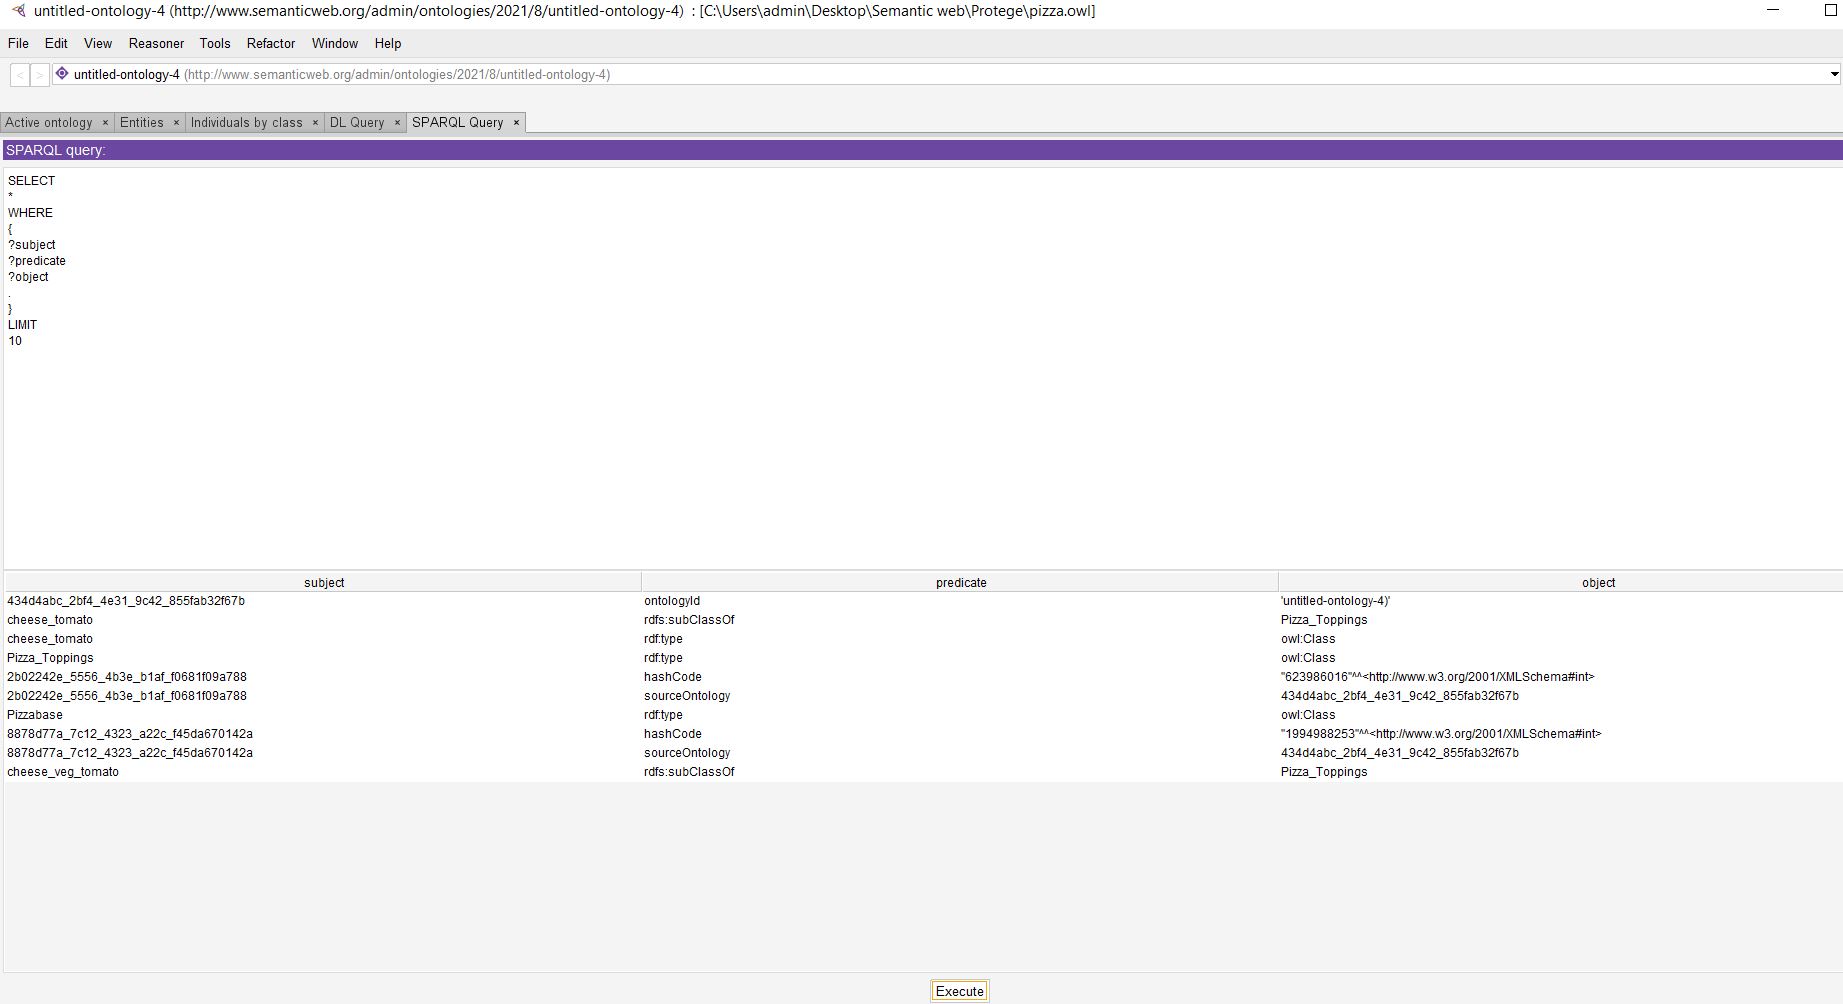 untitled-ontology-4 (http://www.semanticweb.org/admin/ontologies/2021/8/untitled-ontology-4) : [C:\Users\admin\Desktop\Semantic web\Protege\pizza.owl]
File Edit View Reasoner Tools Refactor Window Help
< > untitled-ontology-4 (http://www.semanticweb.org/admin/ontologies/2021/8/untitled-ontology-4)
Active ontology × Entities × Individuals by class × DL Query × SPARQL Query ×
SPARQL query:
SELECT
*
WHERE
{
?subject
?predicate
?object
.
}
LIMIT
10
subject predicate object
434d4abc_2bf4_4e31_9c42_855fab32f67b ontologyId 'untitled-ontology-4)'
cheese_tomato rdfs:subClassOf Pizza_Toppings
cheese_tomato rdf:type owl:Class
Pizza_Toppings rdf:type owl:Class
2b02242e_5556_4b3e_b1af_f0681f09a788 hashCode "623986016"^^<http://www.w3.org/2001/XMLSchema#int>
2b02242e_5556_4b3e_b1af_f0681f09a788 sourceOntology 434d4abc_2bf4_4e31_9c42_855fab32f67b
Pizzabase rdf:type owl:Class
8878d77a_7c12_4323_a22c_f45da670142a hashCode "1994988253"^^<http://www.w3.org/2001/XMLSchema#int>
8878d77a_7c12_4323_a22c_f45da670142a sourceOntology 434d4abc_2bf4_4e31_9c42_855fab32f67b
cheese_veg_tomato rdfs:subClassOf Pizza_Toppings
Execute